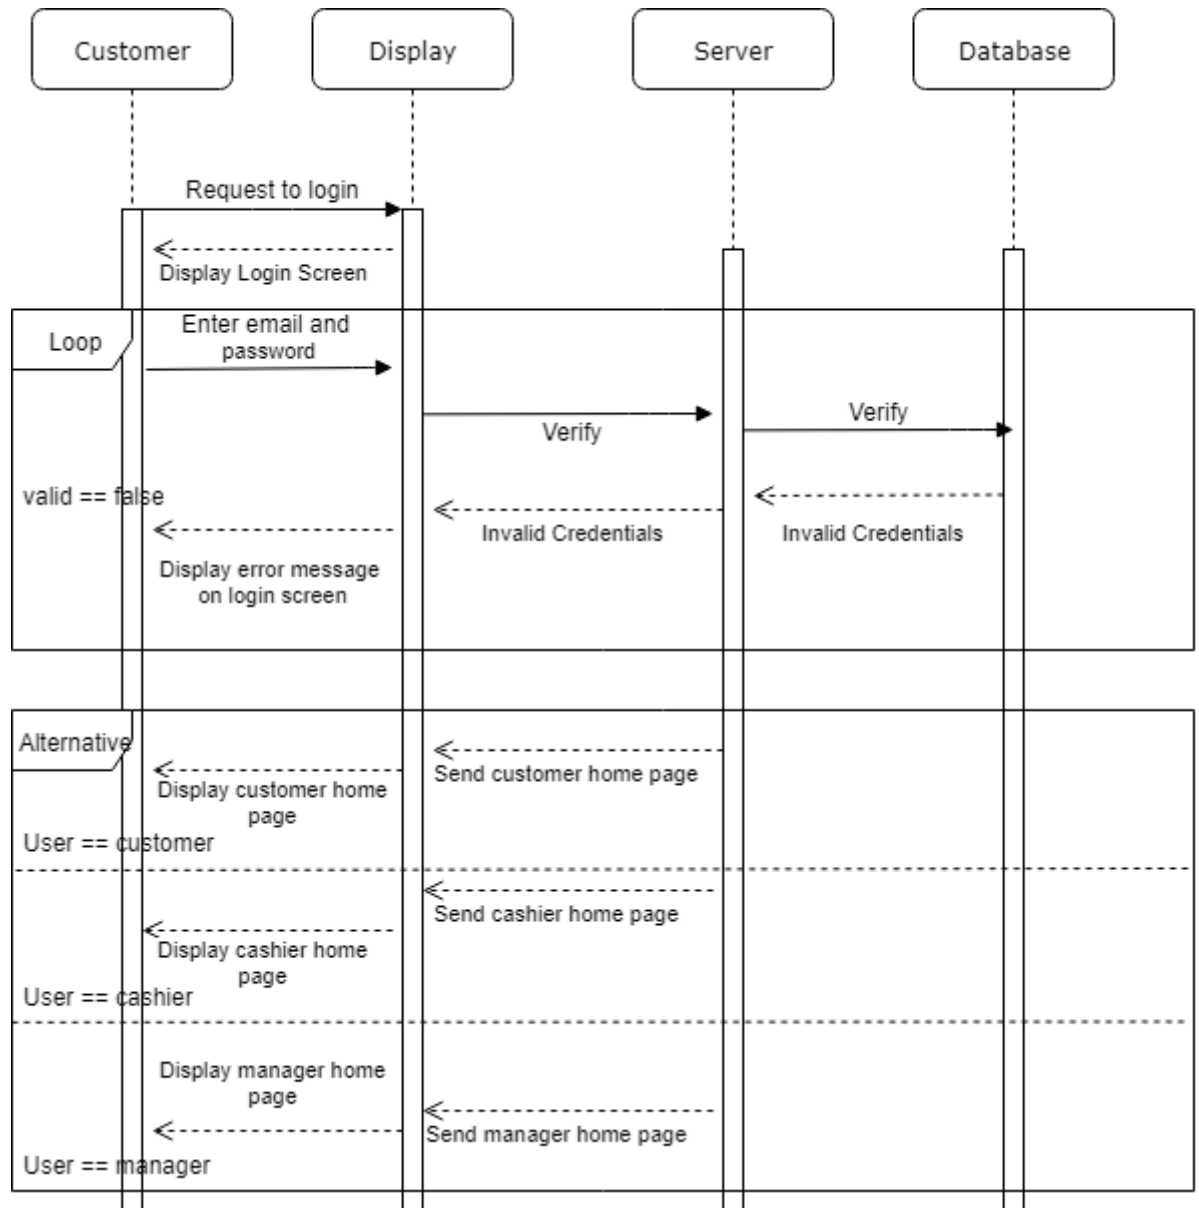 Customer
Display
Server
Database
Request to login
Display Login Screen
Loop
Enter email and
password
Verify
Verify
valid == false
Invalid Credentials
Invalid Credentials
Display error message
on login screen
Alternative
Send customer home page
Display customer home
page
User == customer
Send cashier home page
Display cashier home
page
User == cashier
Display manager home
page
Send manager home page
User == manager